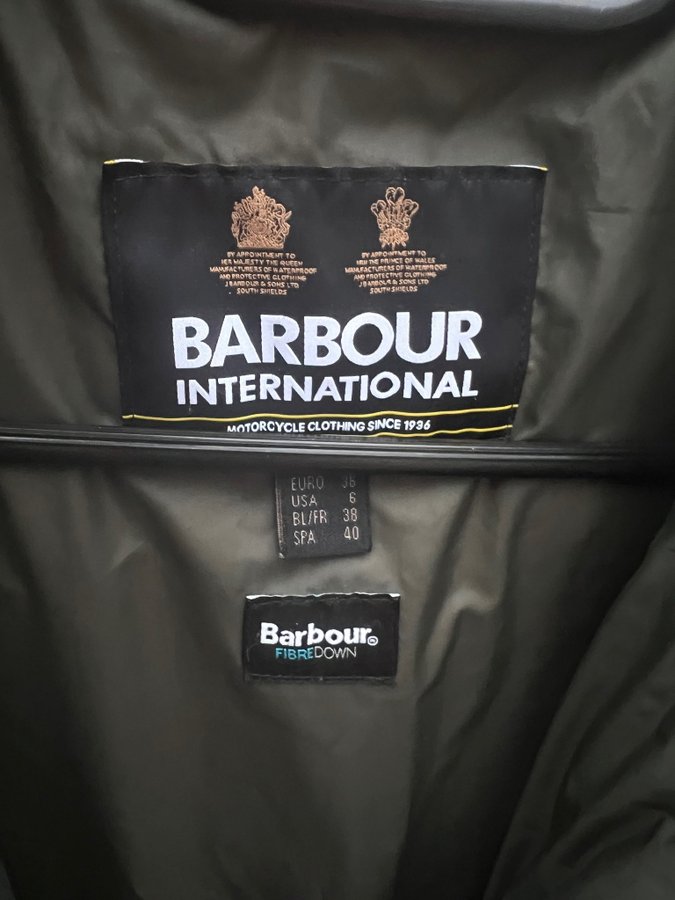 BY APPOINTMENT TO
HER MAJESTY THE QUEEN
MANUFACTURERS OF WATERPROOF
AND PROTECTIVE CLOTHING
J BARBOUR & SONS LTD
SOUTH SHIELDS
BY APPOINTMENT TO
HRH THE PRINCE OF WALES
MANUFACTURERS OF WATERPROOF
AND PROTECTIVE CLOTHING
J BARBOUR & SONS LTD
SOUTH SHIELDS
BARBOUR
INTERNATIONAL
MOTORCYCLE CLOTHING SINCE 1936
EURO 36
USA 6
BL/FR 38
SPA 40
Barbour
FIBREDOWN